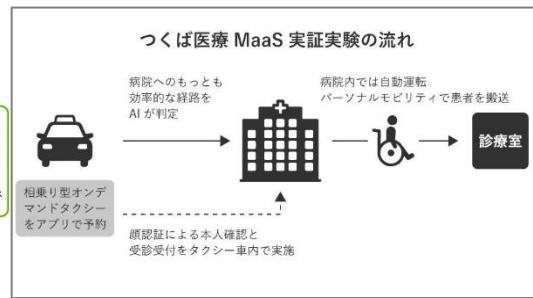 つくば医療 MaaS 実証実験の流れ
病院へのもっとも
効率的な経路を
AI が判定
病院内では自動運転
パーソナルモビリティで患者を搬送
診療室
相乗り型オンデ
マンドタクシー
をアプリで予約
顔認証による本人確認と
受診受付をタクシー車内で実施